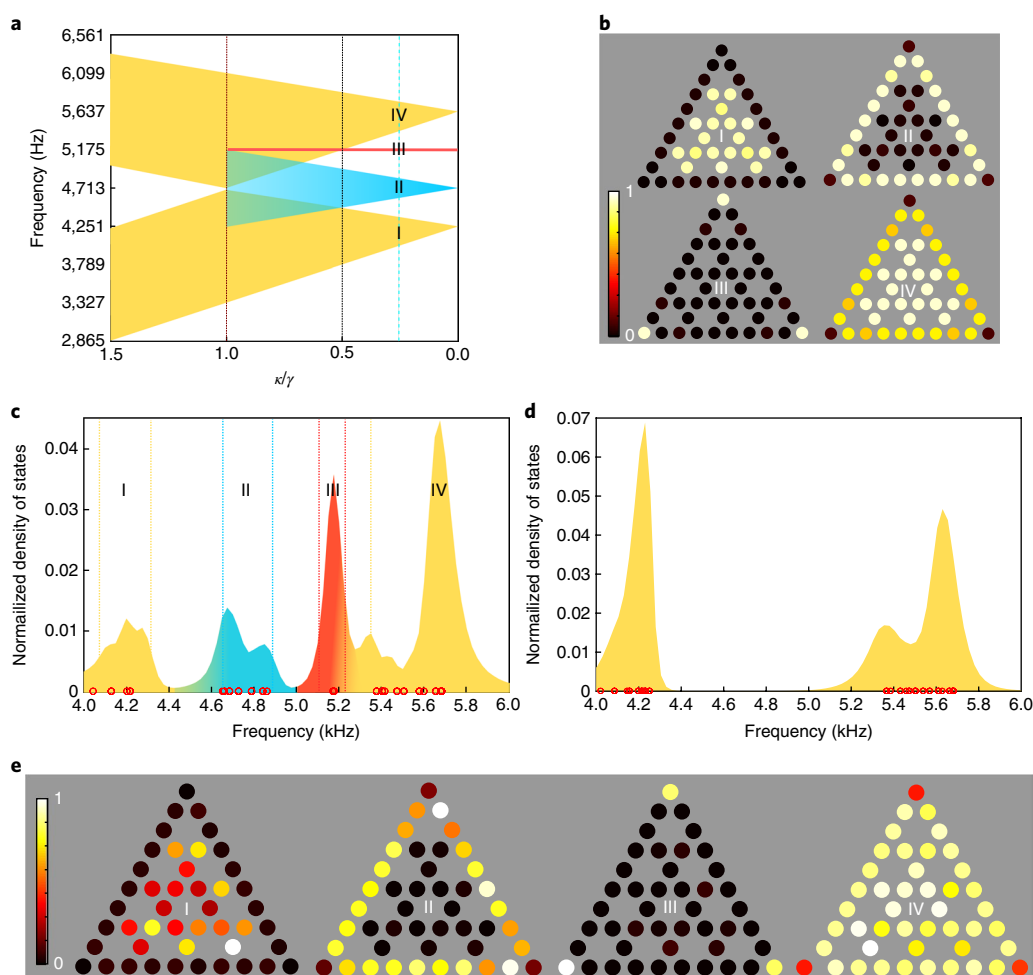 a
6,561
6,099
5,637
5,175
4,713
4,251
3,789
3,327
2,865
Frequency (Hz)
IV
III
II
I
1.5 1.0 0.5 0.0
κ/γ
b
I
II
III
IV
1
0
c
0.04
0.03
0.02
0.01
0
Normalized density of states
I II III IV
4.0 4.2 4.4 4.6 4.8 5.0 5.2 5.4 5.6 5.8 6.0
Frequency (kHz)
d
0.07
0.06
0.05
0.04
0.03
0.02
0.01
0
Normailized density of states
4.0 4.2 4.4 4.6 4.8 5.0 5.2 5.4 5.6 5.8 6.0
Frequency (kHz)
e
1
0
I
II
III
IV